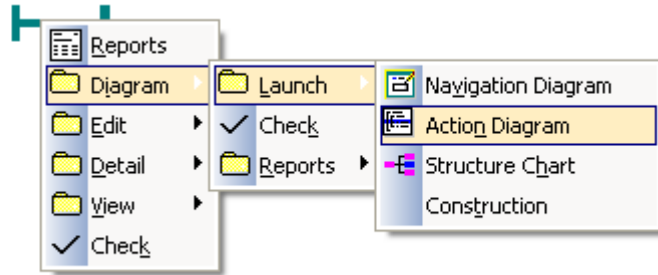 Reports
Diagram
Edit
Detail
View
Check
Launch
Check
Reports
Navigation Diagram
Action Diagram
Structure Chart
Construction